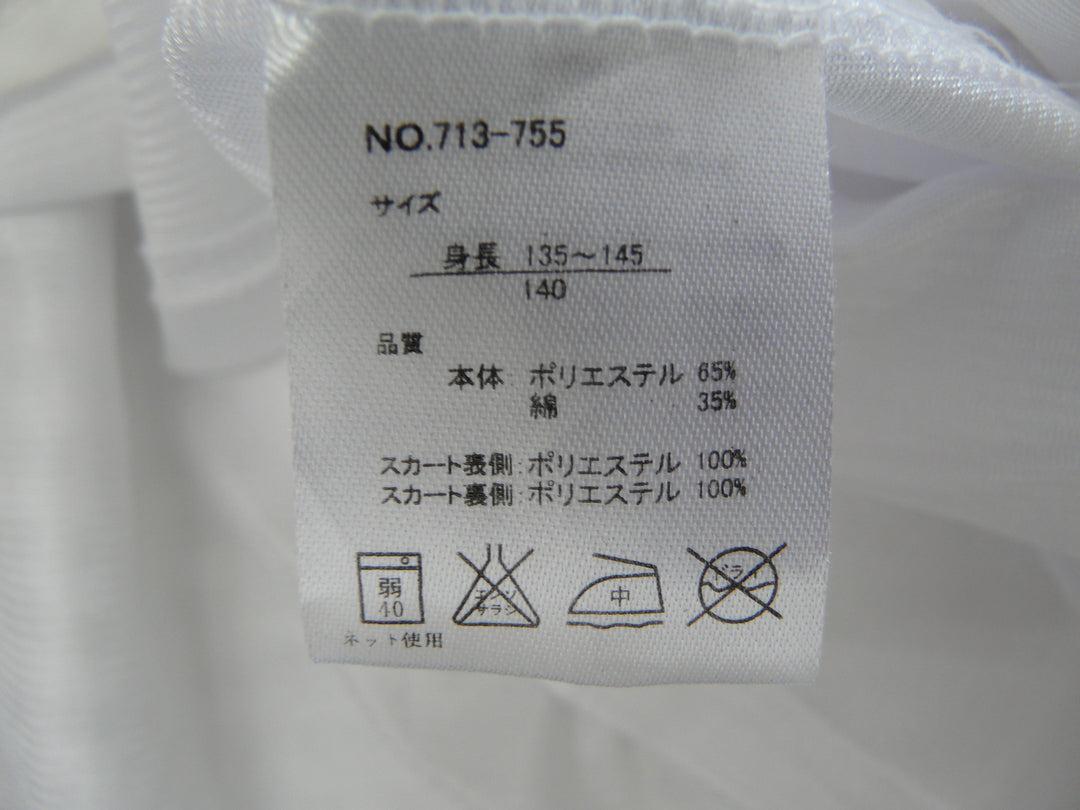 NO.713-755
サイズ
身長 135～145
140
品質
本体 ポリエステル 65%
綿 35%
スカート表側:ポリエステル 100%
スカート裏側:ポリエステル 100%
弱 エンソ 中 ドライ
40 サラシ
ネット使用